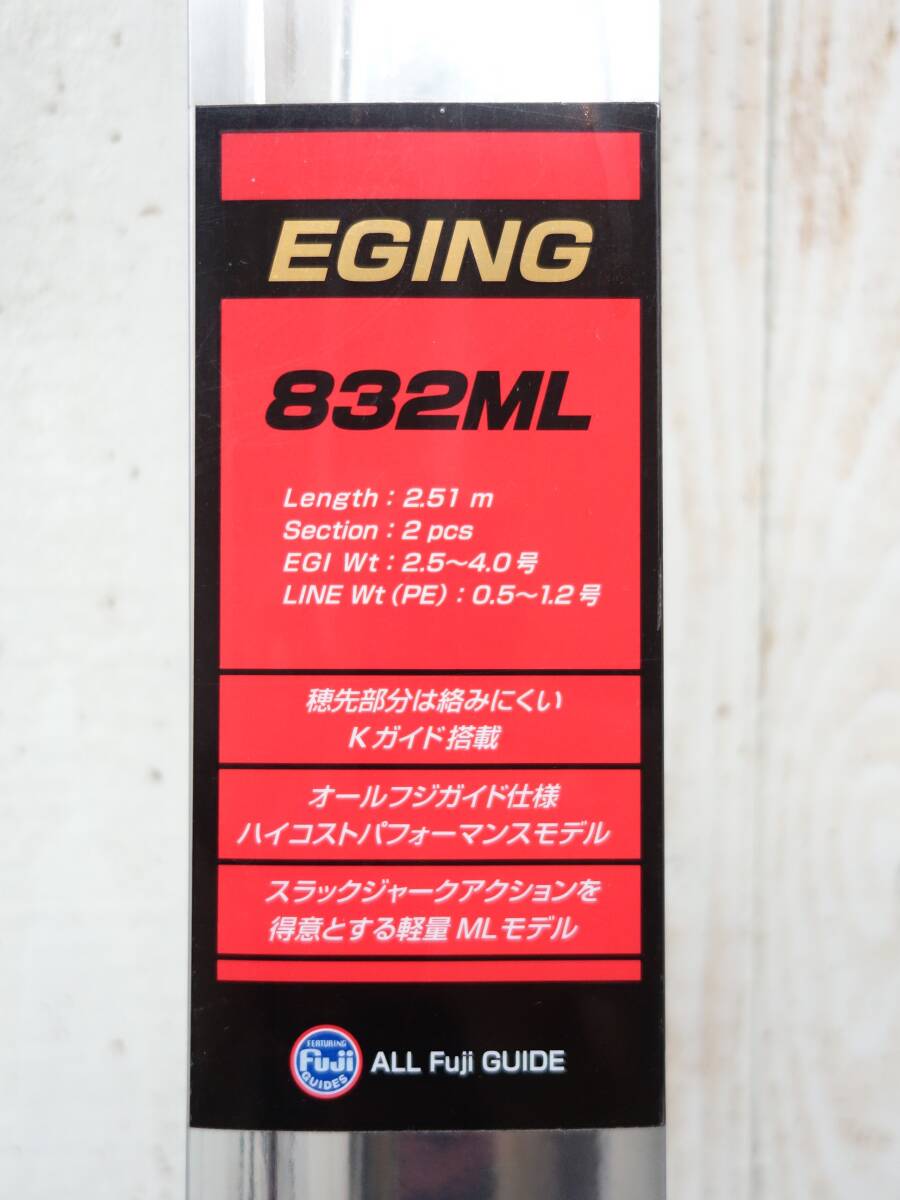 EGING
832ML
Length : 2.51 m
Section : 2 pcs
EGI Wt : 2.5～4.0号
LINE Wt (PE) : 0.5～1.2号
穂先部分は絡みにくい
Kガイド搭載
オールフジガイド仕様
ハイコストパフォーマンスモデル
スラックジャークアクションを
得意とする軽量 MLモデル
FEATURING
Fuji
GUIDES
ALL Fuji GUIDE